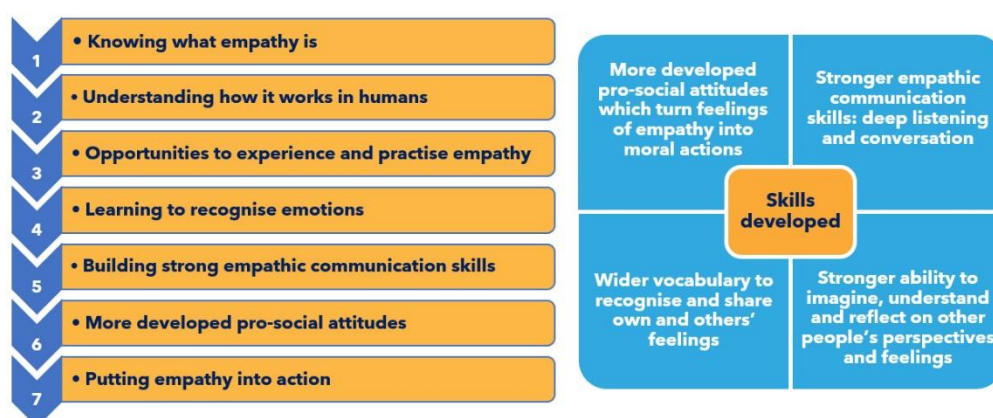 1
• Knowing what empathy is
2
• Understanding how it works in humans
3
• Opportunities to experience and practise empathy
4
• Learning to recognise emotions
5
• Building strong empathic communication skills
6
• More developed pro-social attitudes
7
• Putting empathy into action
More developed
pro-social attitudes
which turn feelings
of empathy into
moral actions
Stronger empathic
communication
skills: deep listening
and conversation
Skills
developed
Wider vocabulary to
recognise and share
own and others’
feelings
Stronger ability to
imagine, understand
and reflect on other
people’s perspectives
and feelings